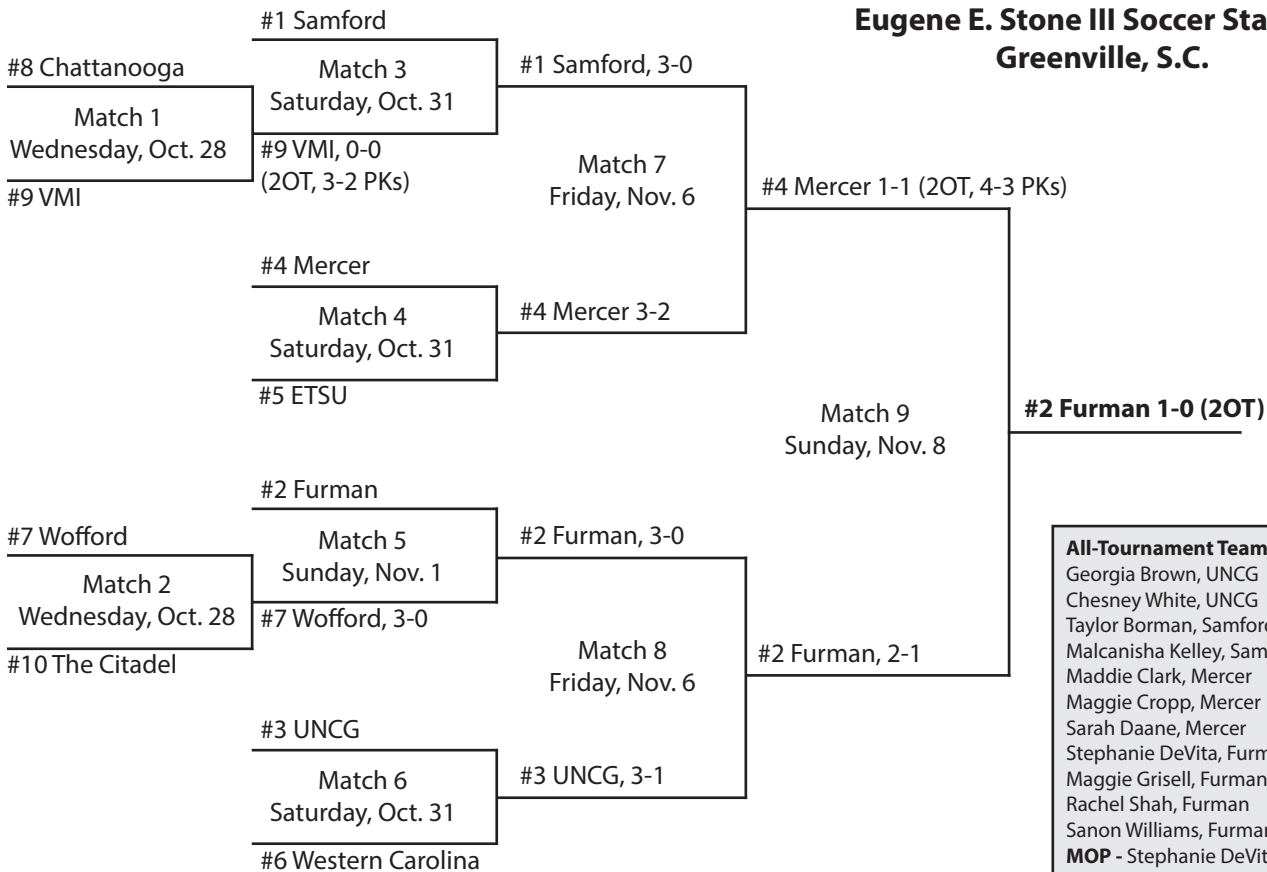 Eugene E. Stone III Soccer
Greenville, S.C.
#1 Samford
#8 Chattanooga
Match 3
Saturday, Oct. 31
#1 Samford, 3-0
Match 1
Wednesday, Oct. 28
#9 VMI, 0-0
(2OT, 3-2 PKs)
#9 VMI
Match 7
Friday, Nov. 6
#4 Mercer 1-1 (2OT, 4-3 PKs)
#4 Mercer
Match 4
Saturday, Oct. 31
#4 Mercer 3-2
#5 ETSU
Match 9
Sunday, Nov. 8
#2 Furman 1-0 (2OT)
#2 Furman
#7 Wofford
Match 5
Sunday, Nov. 1
#2 Furman, 3-0
Match 2
Wednesday, Oct. 28
#7 Wofford, 3-0
#10 The Citadel
Match 8
Friday, Nov. 6
#2 Furman, 2-1
#3 UNCG
Match 6
Saturday, Oct. 31
#3 UNCG, 3-1
#6 Western Carolina
All-Tournament Team
Georgia Brown, UNCG
Chesney White, UNCG
Taylor Borman, Samford
Malcanisha Kelley,
Maddie Clark, Mercer
Maggie Cropp, Mercer
Sarah Daane, Mercer
Stephanie DeVita,
Maggie Grisell, Furman
Rachel Shah, Furman
Sanon Williams, Furman
MOP - Stephanie